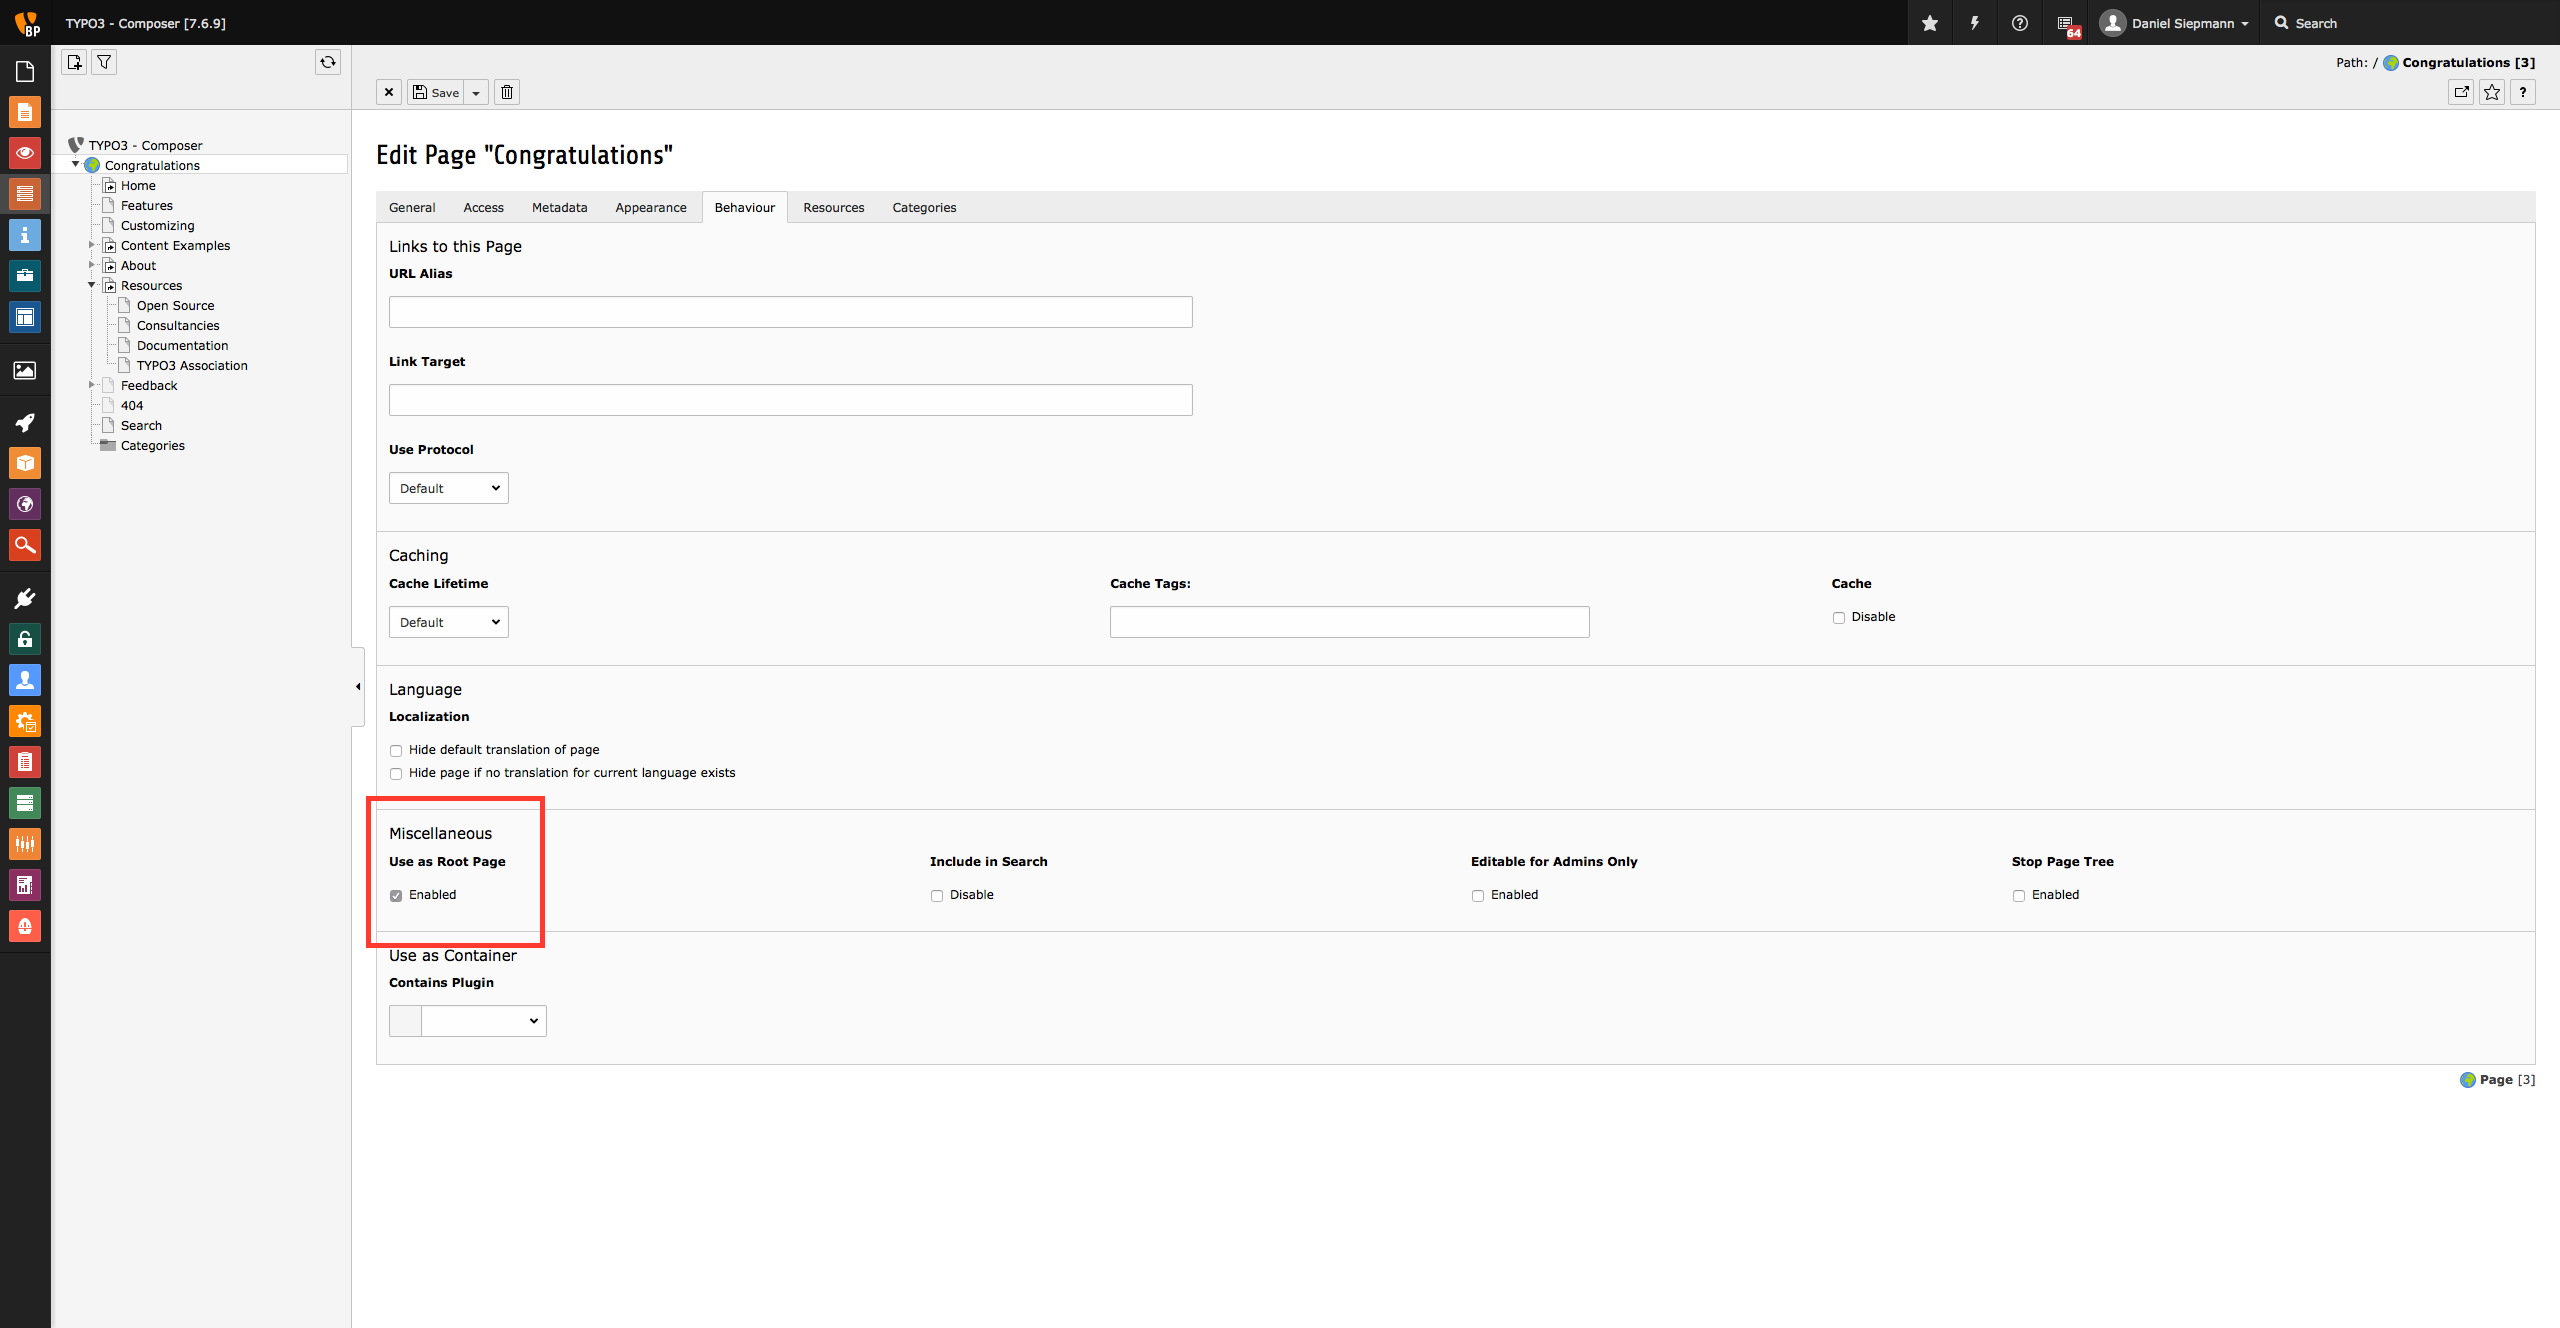 BP TYPO3 - Composer [7.6.9]
64 Daniel Siepmann Search
Path: / Congratulations [3]
Save ?
TYPO3 - Composer
Congratulations
Home
Features
Customizing
Content Examples
About
Resources
Open Source
Consultancies
Documentation
TYPO3 Association
Feedback
404
Search
Categories
Edit Page "Congratulations"
General Access Metadata Appearance Behaviour Resources Categories
Links to this Page
URL Alias
Link Target
Use Protocol
Default
Caching
Cache Lifetime Cache Tags: Cache
Default Disable
Language
Localization
Hide default translation of page
Hide page if no translation for current language exists
Miscellaneous
Use as Root Page Include in Search Editable for Admins Only Stop Page Tree
Enabled Disable Enabled Enabled
Use as Container
Contains Plugin
Page [3]